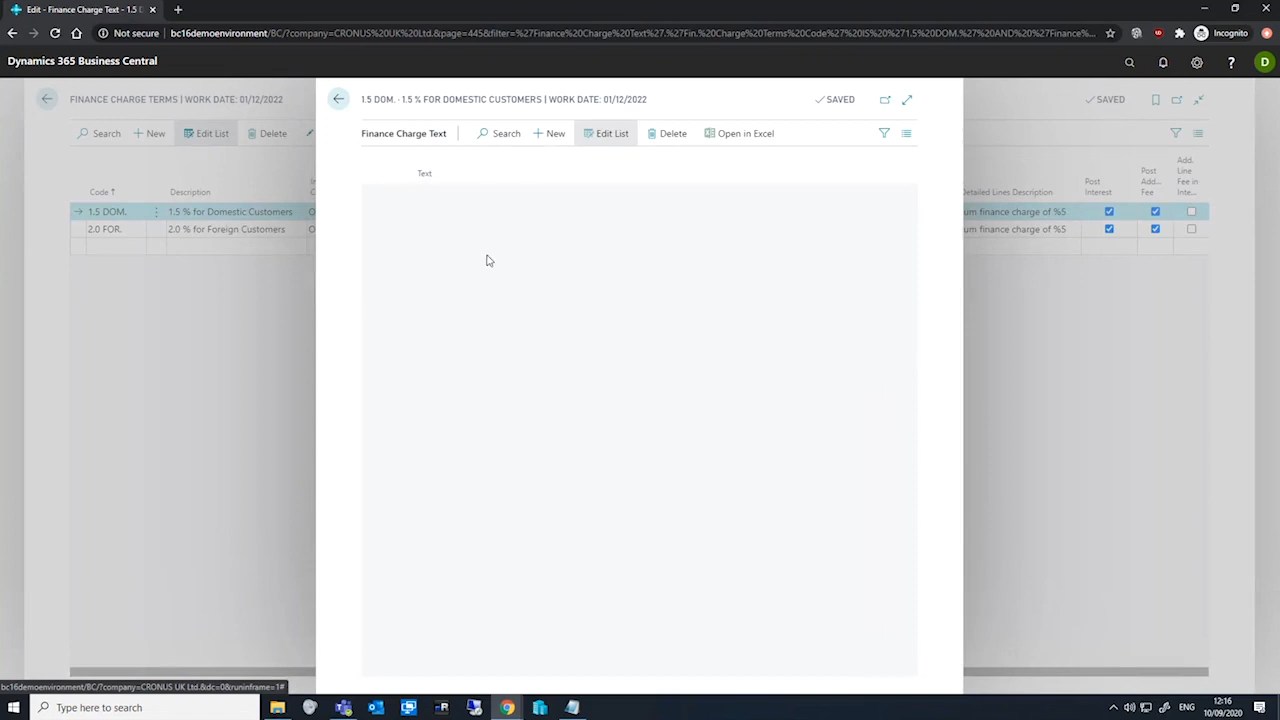 Edit - Finance Charge Text - 1.5 D
Not secure bc16demoenvironment/BC/?company=CRONUS%20UK%20Ltd.&page=445&filter=%27Finance%20Charge%20Text%27.%27Fin.%20Charge%20Terms%20Code%27%20IS%20%271.5%20DOM.%27%20AND%20%27Finance%...
Incognito
Dynamics 365 Business Central
D
FINANCE CHARGE TERMS | WORK DATE: 01/12/2022
1.5 DOM. · 1.5 % FOR DOMESTIC CUSTOMERS | WORK DATE: 01/12/2022
SAVED
SAVED
Search New Edit List Delete
Finance Charge Text Search New Edit List Delete Open in Excel
Text
Code Description
Detailed Lines Description Post Interest Post Add... Fee Add. Line Fee in Inte...
1.5 DOM. 1.5 % for Domestic Customers O
um finance charge of %5
2.0 FOR. 2.0 % for Foreign Customers O
um finance charge of %5
bc16demoenvironment/BC/?company=CRONUS UK Ltd.&dc=0&runinframe=1#
Type here to search
ENG
12:16
10/09/2020